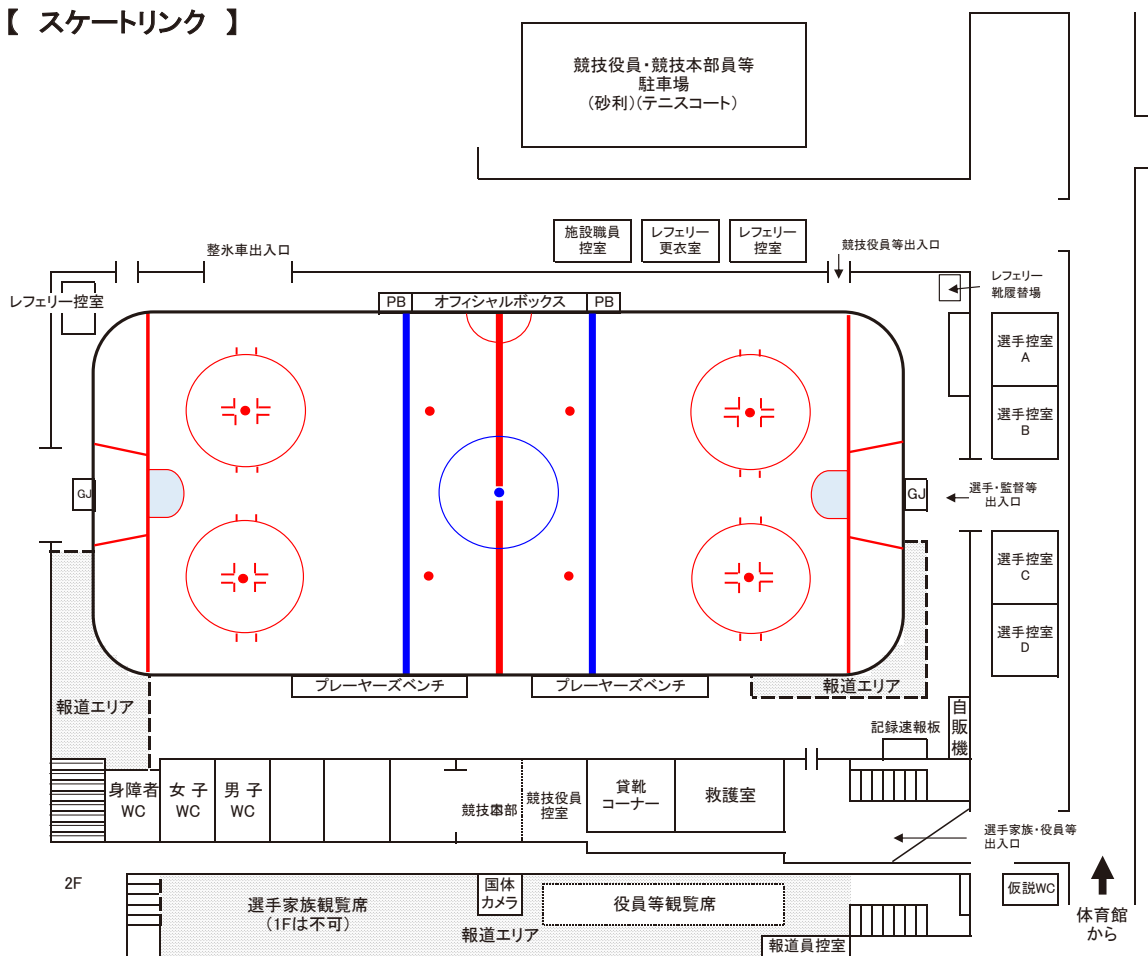 【 スケートリンク 】
競技役員・競技本部員等
駐車場
(砂利)(テニスコート)
施設職員
控室
レフェリー
更衣室
レフェリー
控室
競技役員等出入口
整氷車出入口
レフェリー
靴履替場
レフェリー控室
PB
オフィシャルボックス
PB
選手控室
A
選手控室
B
GJ
GJ
選手・監督等
出入口
選手控室
C
選手控室
D
プレーヤーズベンチ
プレーヤーズベンチ
報道エリア
報道エリア
自販機
記録速報板
身障者
WC
女 子
WC
男 子
WC
競技本部
競技役員
控室
貸靴
コーナー
救護室
選手家族・役員等
出入口
2F
国体
カメラ
選手家族観覧席
(1Fは不可)
役員等観覧席
報道エリア
報道員控室
仮説WC
体育館
から